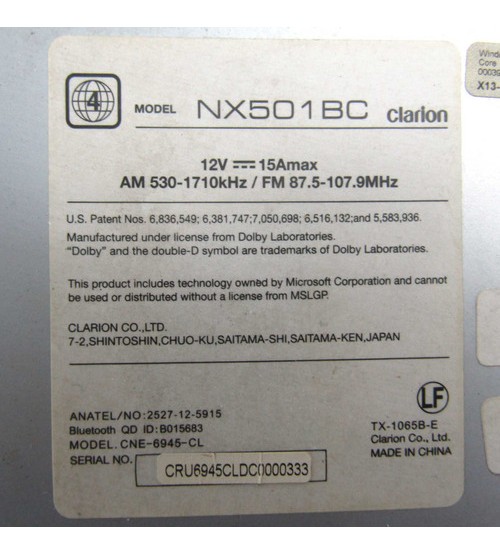 4
MODEL NX501BC clarion
12V ⎓ 15Amax
AM 530-1710kHz / FM 87.5-107.9MHz
U.S. Patent Nos. 6,836,549; 6,381,747;7,050,698; 6,516,132;and 5,583,936.
Manufactured under license from Dolby Laboratories.
“Dolby” and the double-D symbol are trademarks of Dolby Laboratories.
This product includes technology owned by Microsoft Corporation and cannot
be used or distributed without a license from MSLGP.
CLARION CO.,LTD.
7-2,SHINTOSHIN,CHUO-KU,SAITAMA-SHI,SAITAMA-KEN,JAPAN
LF
ANATEL/NO:2527-12-5915
Bluetooth QD ID:B015683
MODEL: CNE-6945-CL
SERIAL NO. CRU6945CLDC0000333
TX-1065B-E
Clarion Co., Ltd.
MADE IN CHINA
Core
X13-